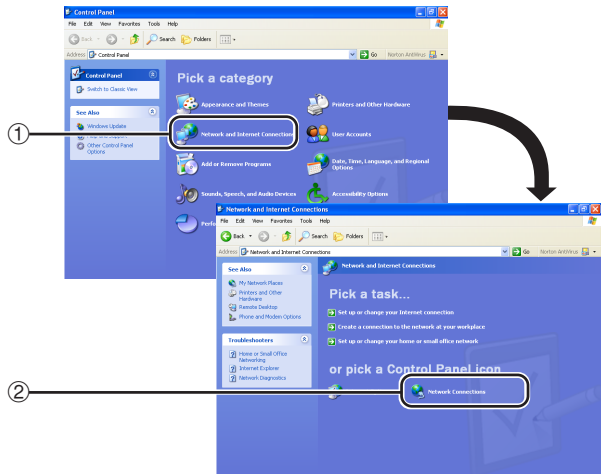 Control Panel
File Edit View Favorites Tools Help
Back Search Folders
Address Control Panel Go Norton AntiVirus
Control Panel
Switch to Classic View
See Also
Windows Update
Help and Support
Other Control Panel
Options
Pick a category
Appearance and Themes
Printers and Other Hardware
Network and Internet Connections
User Accounts
Add or Remove Programs
Date, Time, Language, and Regional
Options
Sounds, Speech, and Audio Devices
Accessibility Options
1
Network and Internet Connections
File Edit View Favorites Tools Help
Back Search Folders
Address Network and Internet Connections Go Norton AntiVirus
See Also
My Network Places
Printers and Other
Hardware
Remote Desktop
Phone and Modem Options
Troubleshooters
Home or Small Office
Networking
Internet Explorer
Network Diagnostics
Network and Internet Connections
Pick a task...
Set up or change your Internet connection
Create a connection to the network at your workplace
Set up or change your home or small office network
or pick a Control Panel icon
Network Connections
2